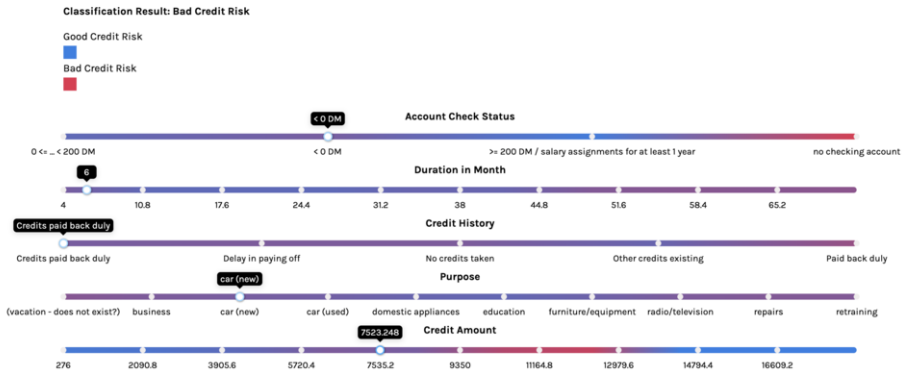 Classification Result: Bad Credit Risk
Good Credit Risk
Bad Credit Risk
Account Check Status
< 0 DM
0 <= _ < 200 DM < 0 DM >= 200 DM / salary assignments for at least 1 year no checking account
Duration in Month
6
4 10.8 17.6 24.4 31.2 38 44.8 51.6 58.4 65.2
Credit History
Credits paid back duly
Credits paid back duly Delay in paying off No credits taken Other credits existing Paid back duly
Purpose
car (new)
(vacation - does not exist?) business car (new) car (used) domestic appliances education furniture/equipment radio/television repairs retraining
Credit Amount
7523.248
276 2090.8 3905.6 5720.4 7535.2 9350 11164.8 12979.6 14794.4 16609.2